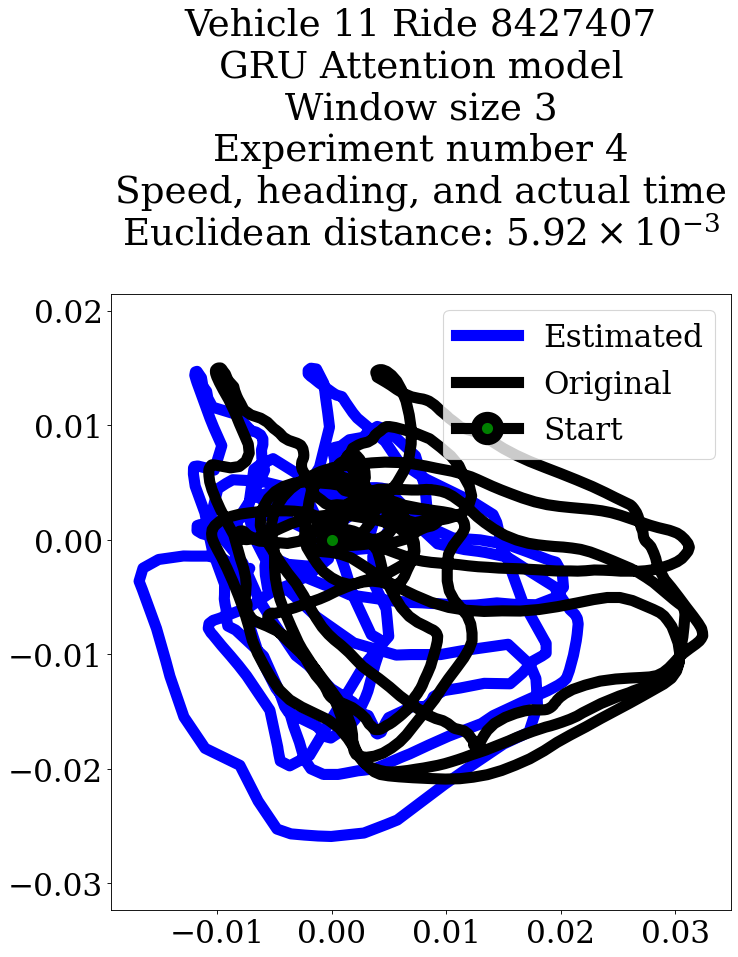 Vehicle 11 Ride 8427407
GRU Attention model
Window size 3
Experiment number 4
Speed, heading, and actual time
Euclidean distance: 5.92 × 10⁻³
Estimated
Original
Start
0.02
0.01
0.00
−0.01
−0.02
−0.03
−0.01 0.00 0.01 0.02 0.03